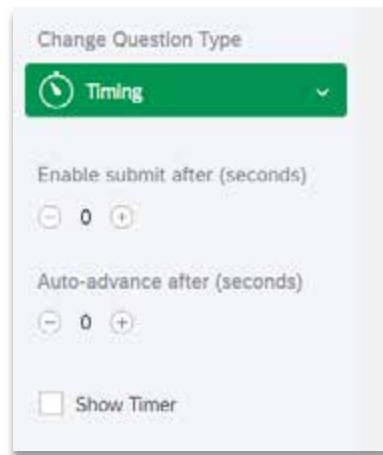 Change Question Type
Timing
Enable submit after (seconds)
0
Auto-advance after (seconds)
0
Show Timer